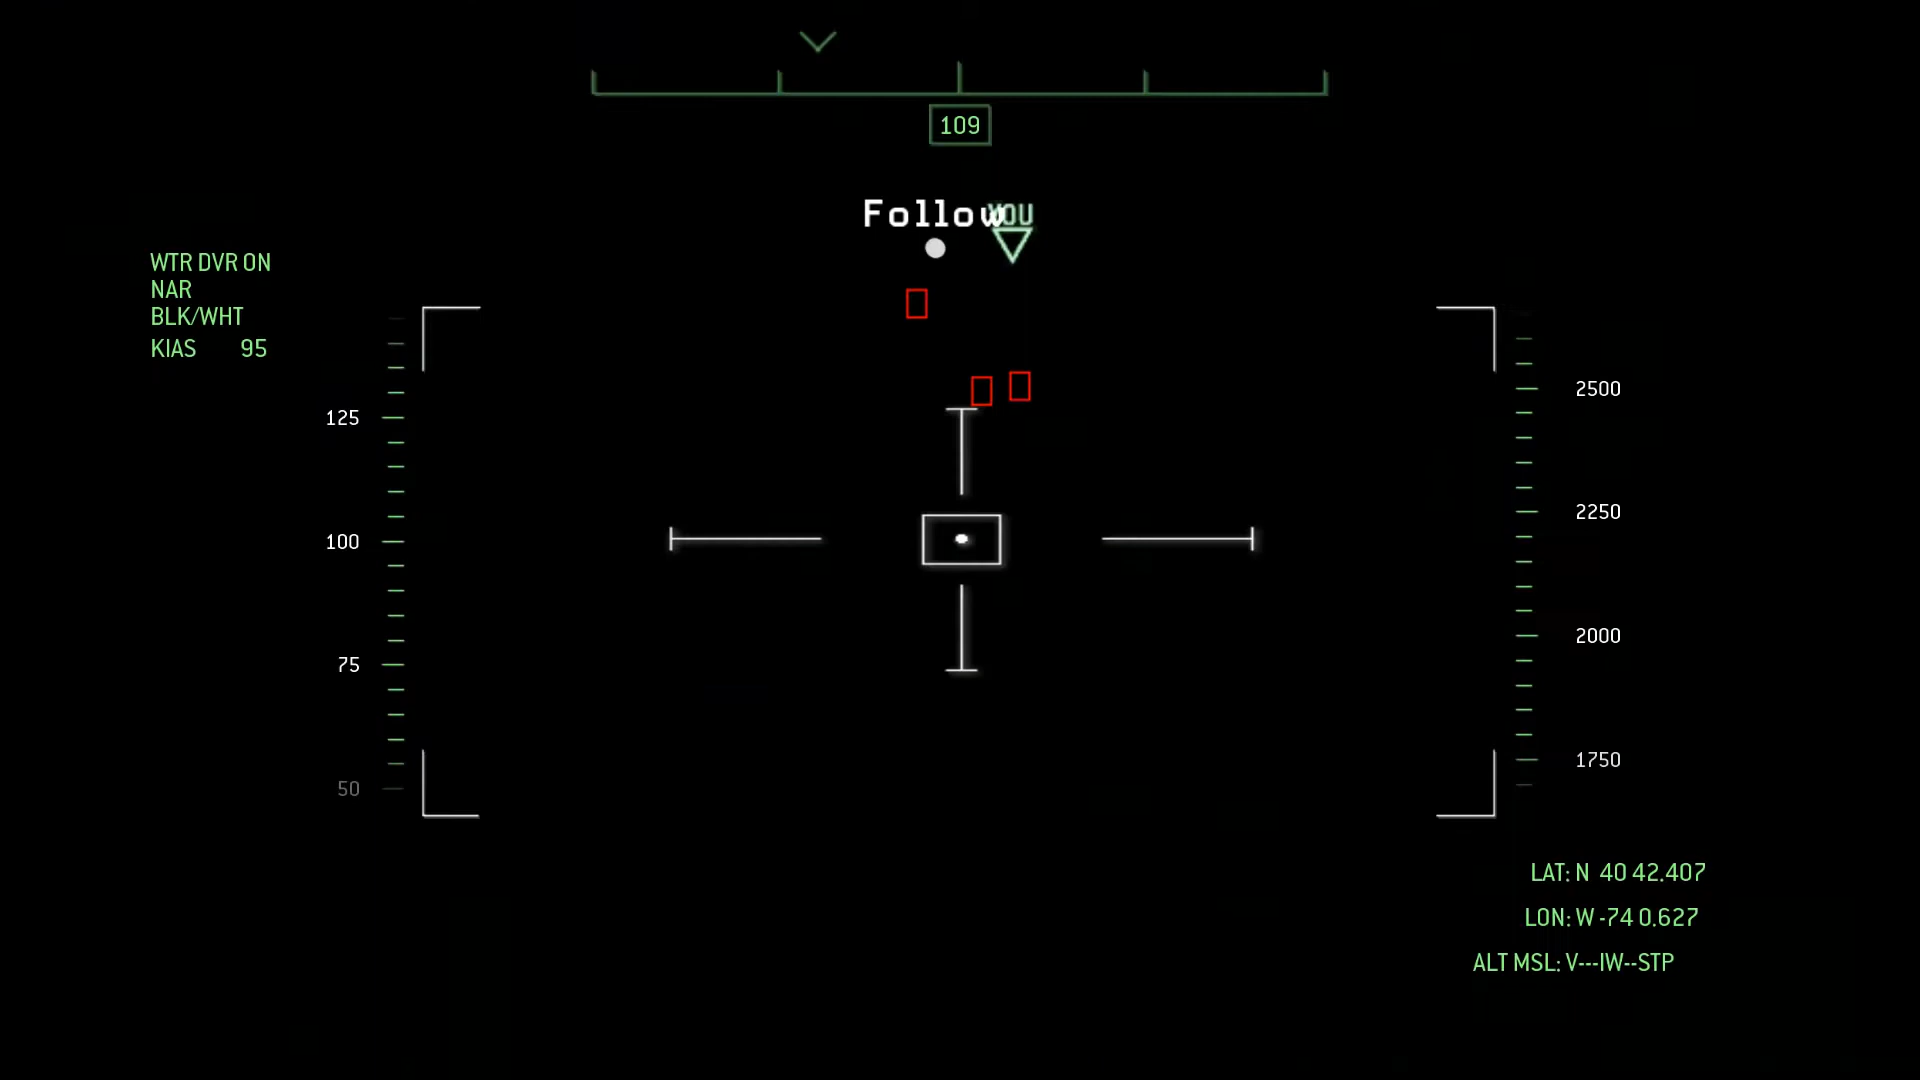 109
Follow
YOU
WTR DVR ON
NAR
BLK/WHT
KIAS 95
125
100
75
50
2500
2250
2000
1750
LAT: N 40 42.407
LON: W -74 0.627
ALT MSL: V---IW--STP